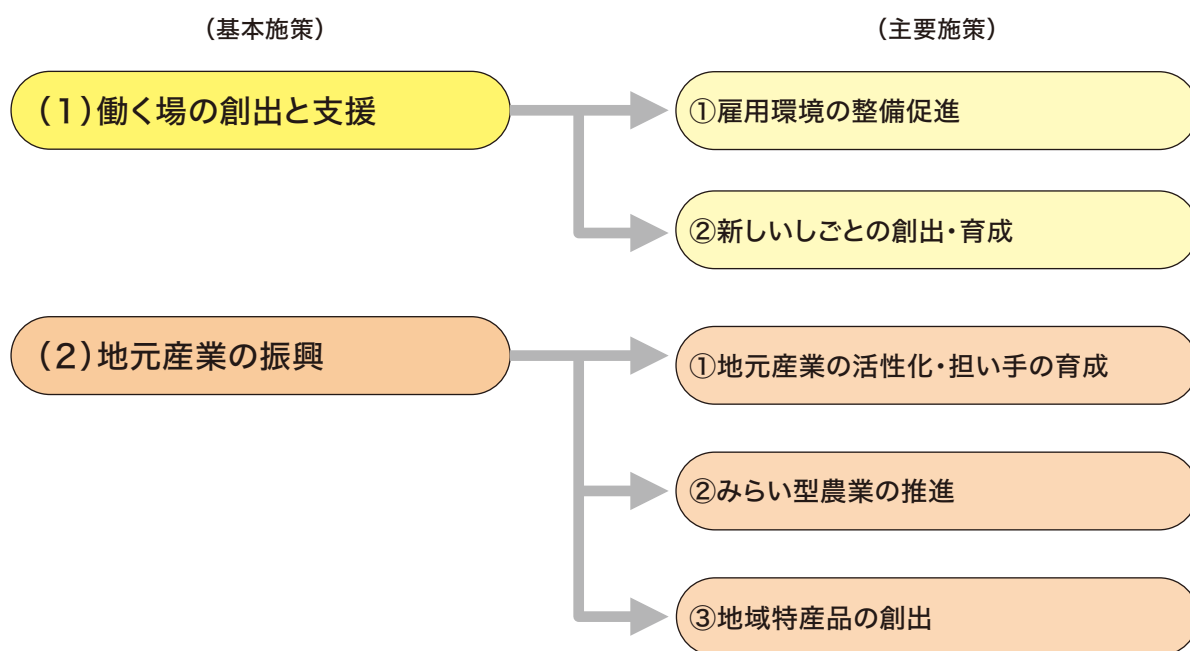 （基本施策）
（主要施策）
（1）働く場の創出と支援
①雇用環境の整備促進
②新しいしごとの創出・育成
（2）地元産業の振興
①地元産業の活性化・担い手の育成
②みらい型農業の推進
③地域特産品の創出